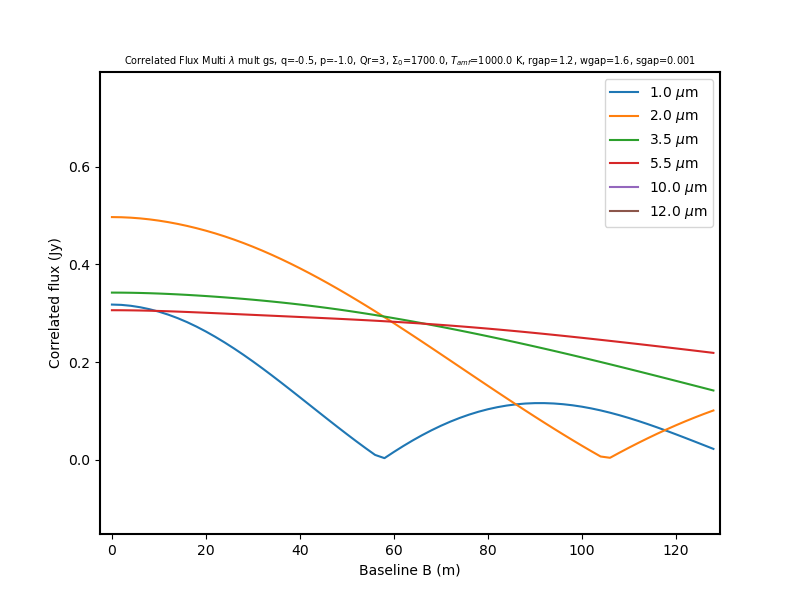 Correlated Flux Multi λ mult gs, q=-0.5, p=-1.0, Qr=3, Σ₀=1700.0, T_amf=1000.0 K, rgap=1.2, wgap=1.6, sgap=0.001
1.0 μm
2.0 μm
3.5 μm
5.5 μm
10.0 μm
12.0 μm
0.6
0.4
0.2
0.0
Correlated flux (Jy)
0 20 40 60 80 100 120
Baseline B (m)